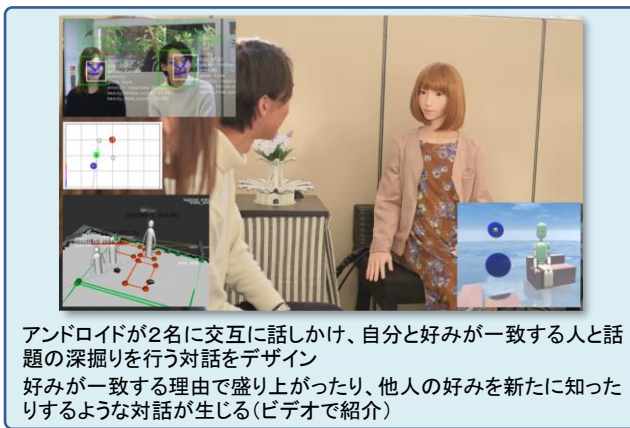 アンドロイドが2名に交互に話しかけ、自分と好みが一致する人と話
題の深掘りを行う対話をデザイン
好みが一致する理由で盛り上がったり、他人の好みを新たに知った
りするような対話が生じる(ビデオで紹介)